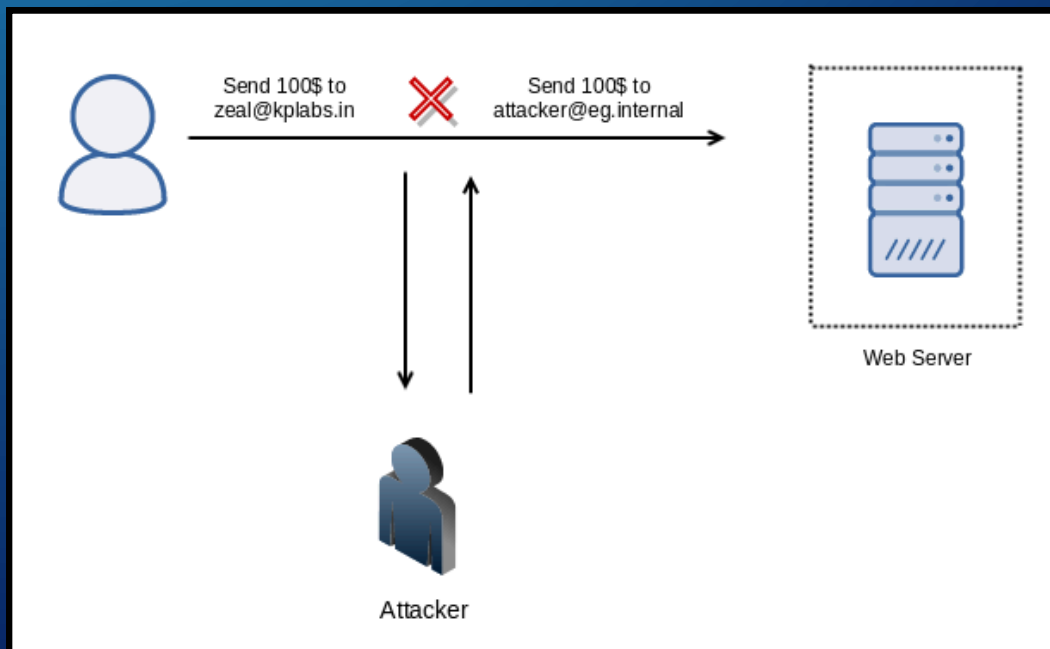 Send 100$ to
zeal@kplabs.in
Send 100$ to
attacker@eg.internal
Web Server
Attacker